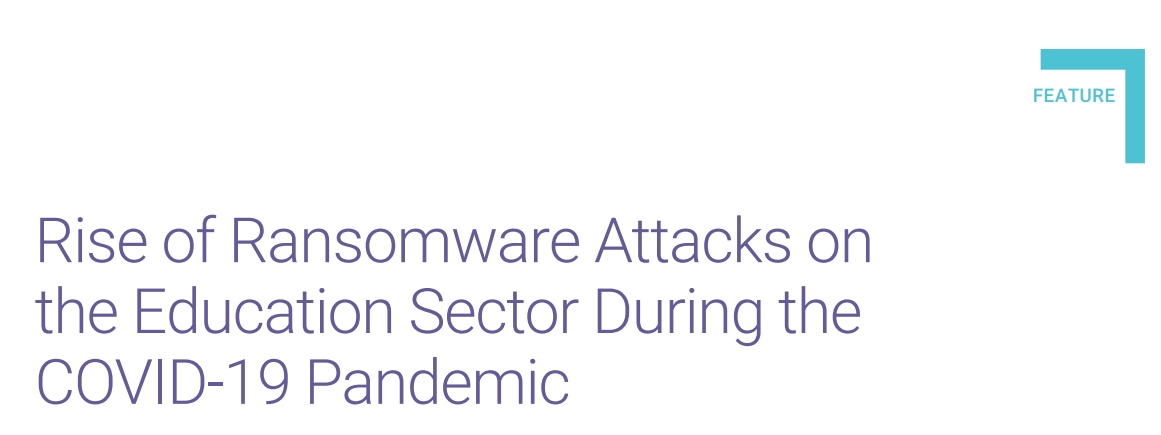 FEATURE
Rise of Ransomware Attacks on
the Education Sector During the
COVID-19 Pandemic